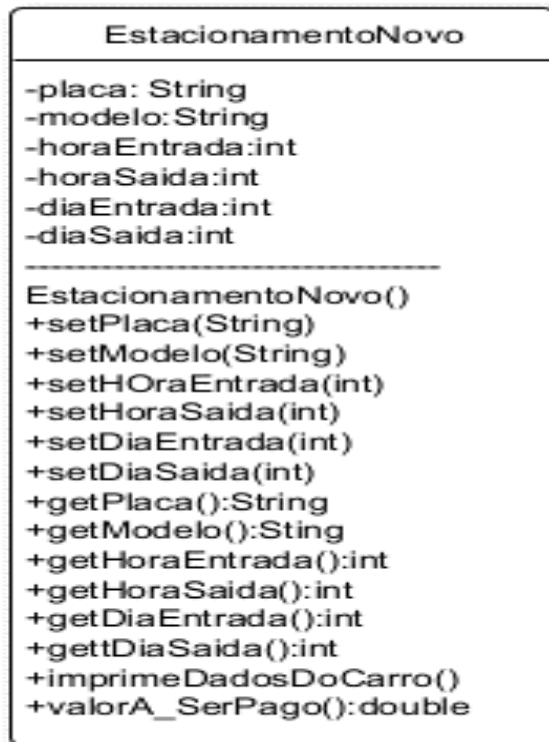 EstacionamentoNovo
-placa: String
-modelo:String
-horaEntrada:int
-horaSaida:int
-diaEntrada:int
-diaSaida:int
----------------------------------
EstacionamentoNovo()
+setPlaca(String)
+setModelo(String)
+setHOraEntrada(int)
+setHoraSaida(int)
+setDiaEntrada(int)
+setDiaSaida(int)
+getPlaca():String
+getModelo():Sting
+getHoraEntrada():int
+getHoraSaida():int
+getDiaEntrada():int
+gettDiaSaida():int
+imprimeDadosDoCarro()
+valorA_SerPago():double